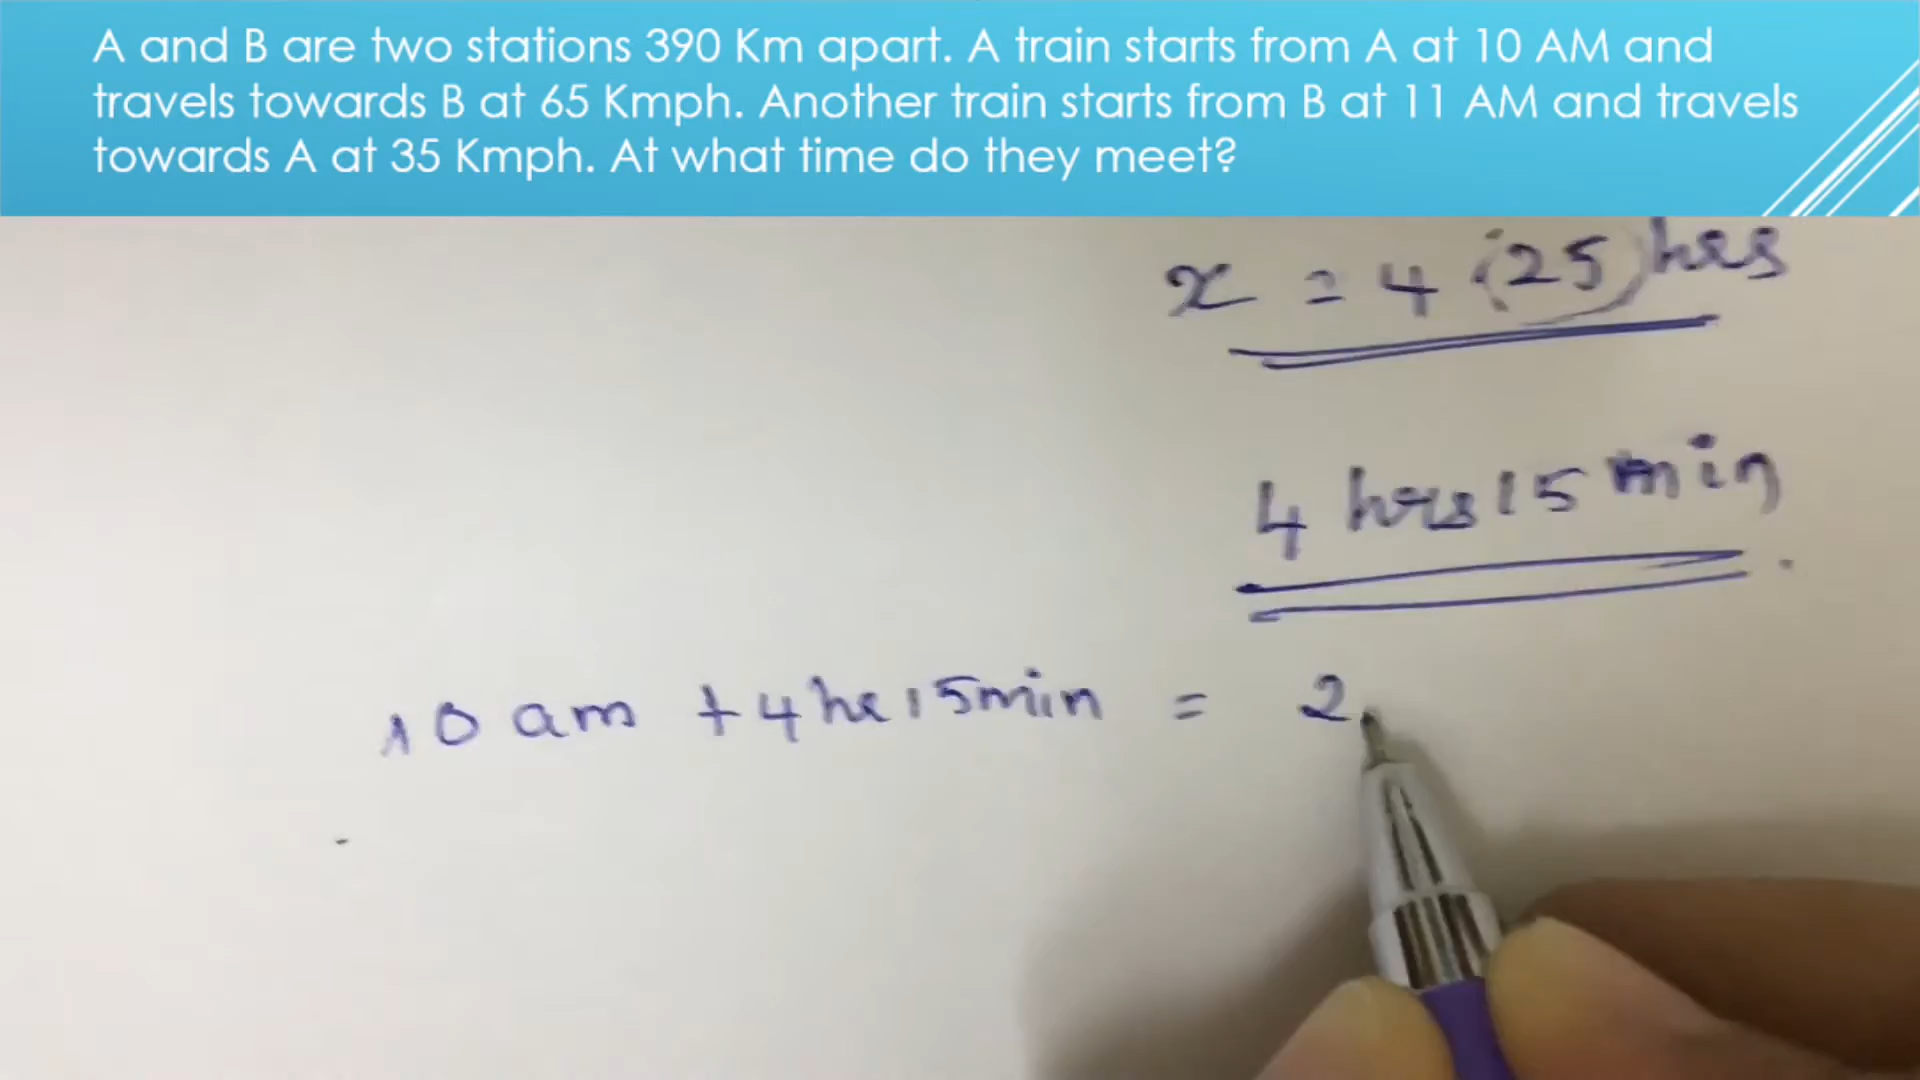 A and B are two stations 390 Km apart. A train starts from A at 10 AM and
travels towards B at 65 Kmph. Another train starts from B at 11 AM and travels
towards A at 35 Kmph. At what time do they meet?
x = 4.25 hrs
4 hrs 15 min
10 am + 4 hr 15 min = 2.